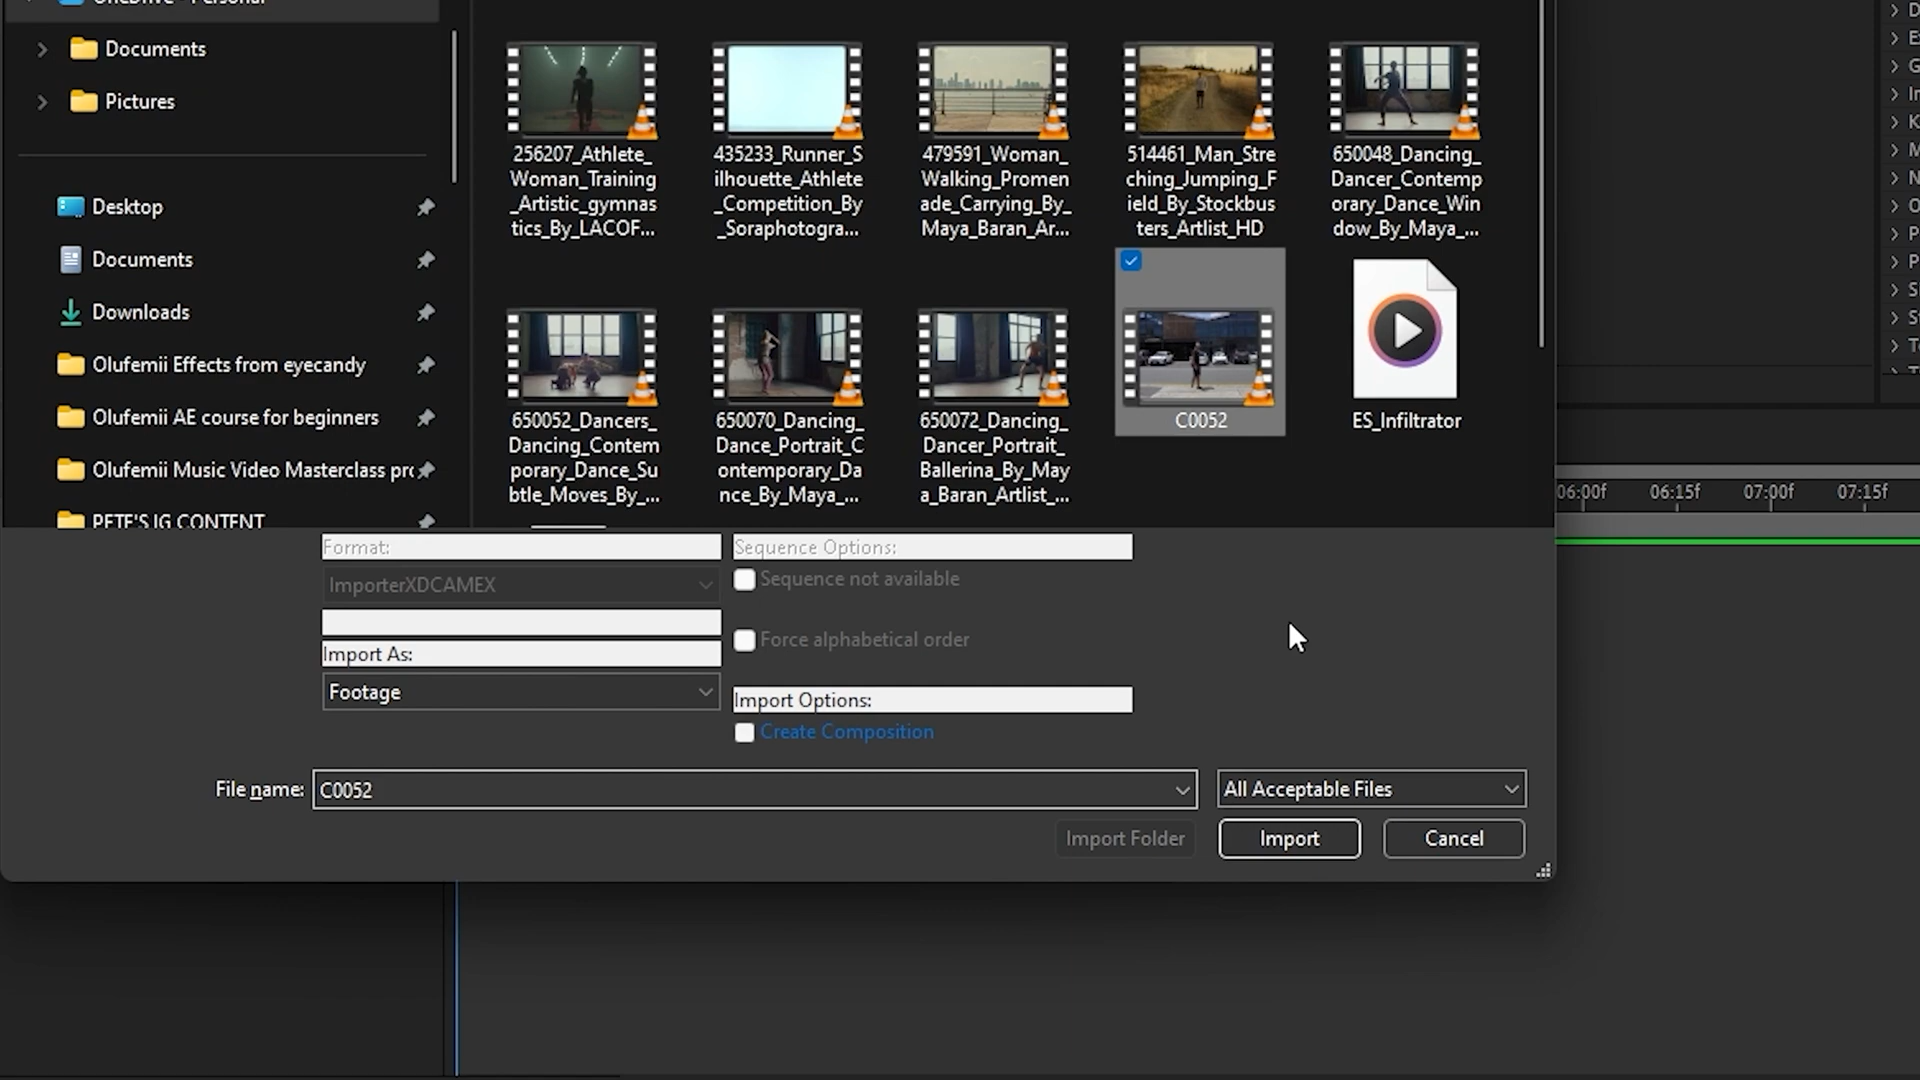 OneDrive - Personal
Documents
Pictures
Desktop
Documents
Downloads
Olufemii Effects from eyecandy
Olufemii AE course for beginners
Olufemii Music Video Masterclass pro
PETE'S IG CONTENT
256207_Athlete_
Woman_Training
_Artistic_gymnas
tics_By_LACOF...
435233_Runner_S
ilhouette_Athlete
_Competition_By
_Soraphotogra...
479591_Woman_
Walking_Promen
ade_Carrying_By_
Maya_Baran_Ar...
514461_Man_Stre
ching_Jumping_F
ield_By_Stockbus
ters_Artlist_HD
650048_Dancing_
Dancer_Contemp
orary_Dance_Win
dow_By_Maya_...
650052_Dancers_
Dancing_Contem
porary_Dance_Su
btle_Moves_By_...
650070_Dancing_
Dance_Portrait_C
ontemporary_Da
nce_By_Maya_...
650072_Dancing_
Dancer_Portrait_
Ballerina_By_May
a_Baran_Artlist_...
C0052
ES_Infiltrator
06:00f 06:15f 07:00f 07:15f
Format:
ImporterXDCAMEX
Import As:
Footage
Sequence Options:
Sequence not available
Force alphabetical order
Import Options:
Create Composition
File name: C0052
All Acceptable Files
Import Folder
Import
Cancel